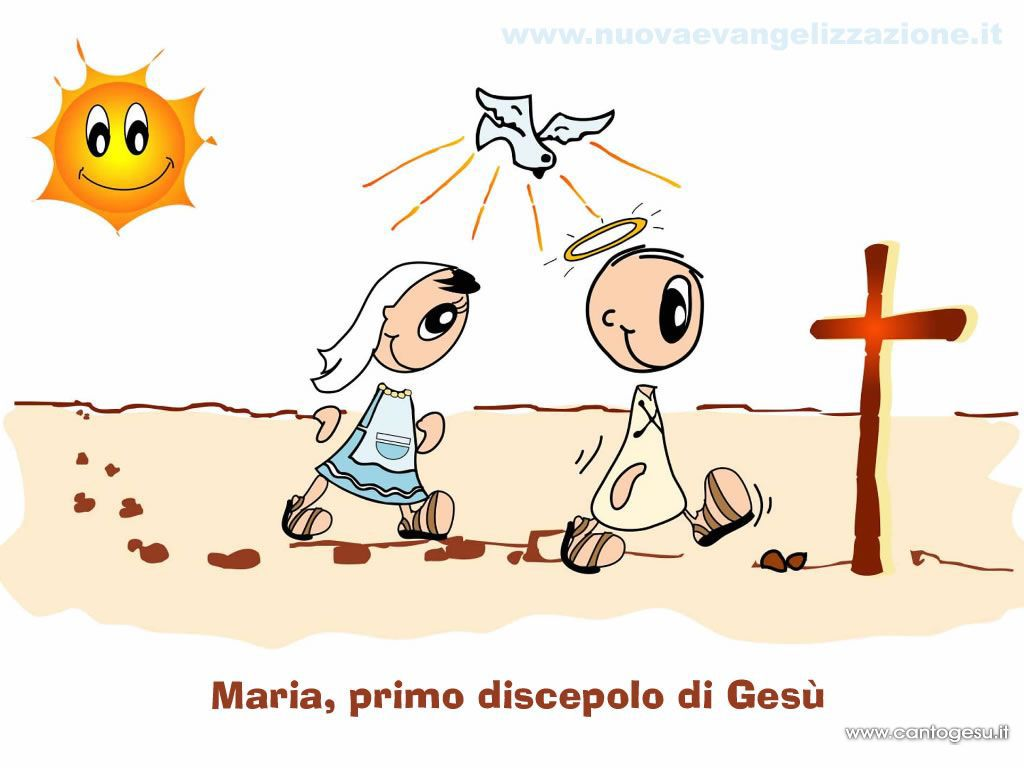 www.nuovaevangelizzazione.it
Maria, primo discepolo di Gesù
www.cantogesu.it